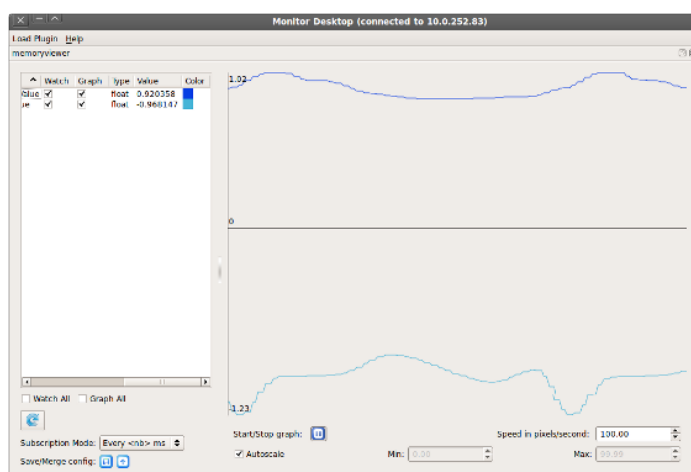 Monitor Desktop (connected to 10.0.252.83)
Load Plugin Help
memoryviewer
Watch Graph Type Value Color
float 0.920358
ue float -0.968147
1.02
0
-1.23
Watch All Graph All
Start/Stop graph: Speed in pixels/second: 100.00
Subscription Mode: Every <nb> ms
Autoscale Min: 0.00 Max: 99.99
Save/Merge config: